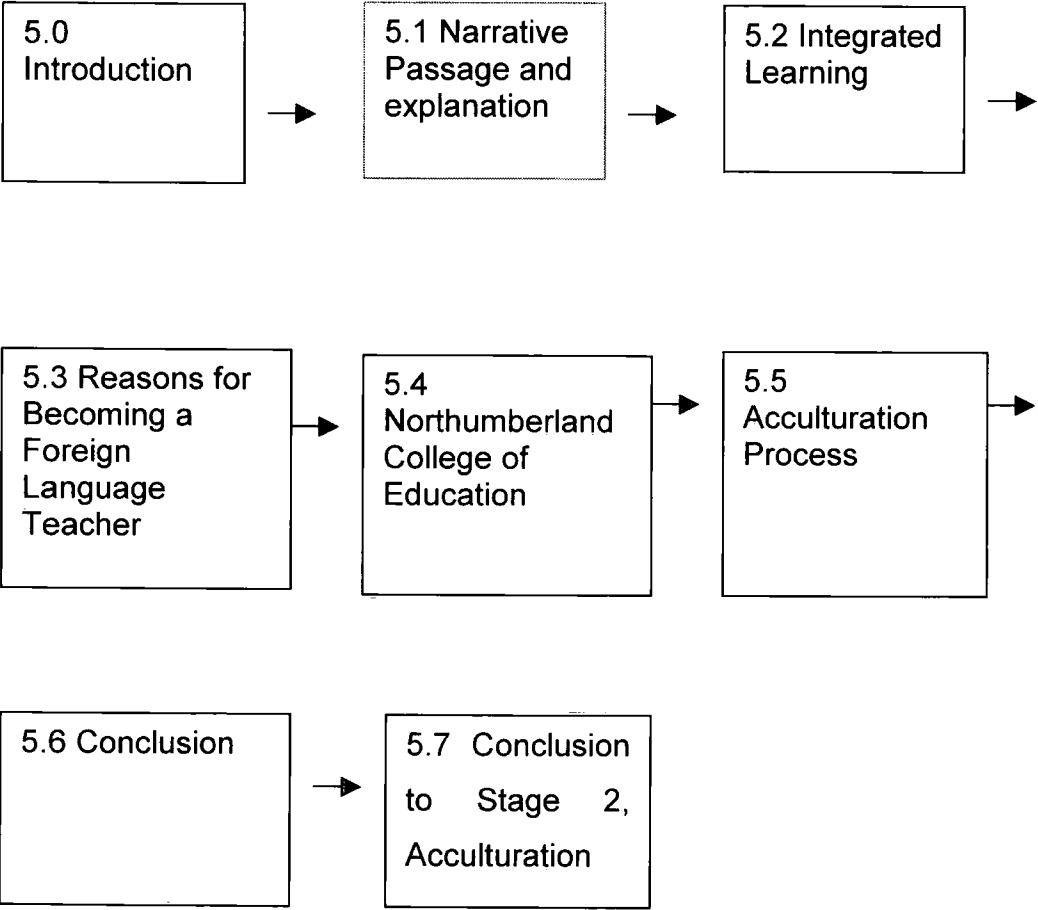 5.0
Introduction
5.1 Narrative
Passage and
explanation
5.2 Integrated
Learning
5.3 Reasons for
Becoming a
Foreign
Language
Teacher
5.4
Northumberland
College of
Education
5.5
Acculturation
Process
5.6 Conclusion
5.7 Conclusion
to Stage 2,
Acculturation